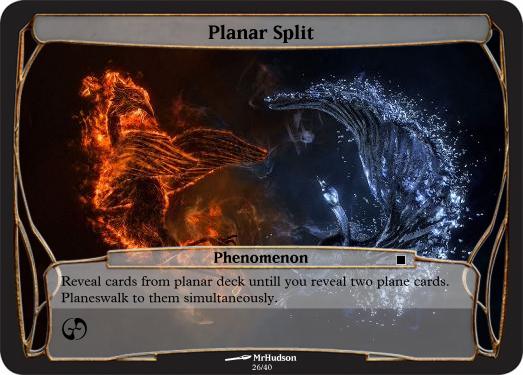 Planar Split
Phenomenon
Reveal cards from planar deck untill you reveal two plane cards.
Planeswalk to them simultaneously.
MrHudson
26/40